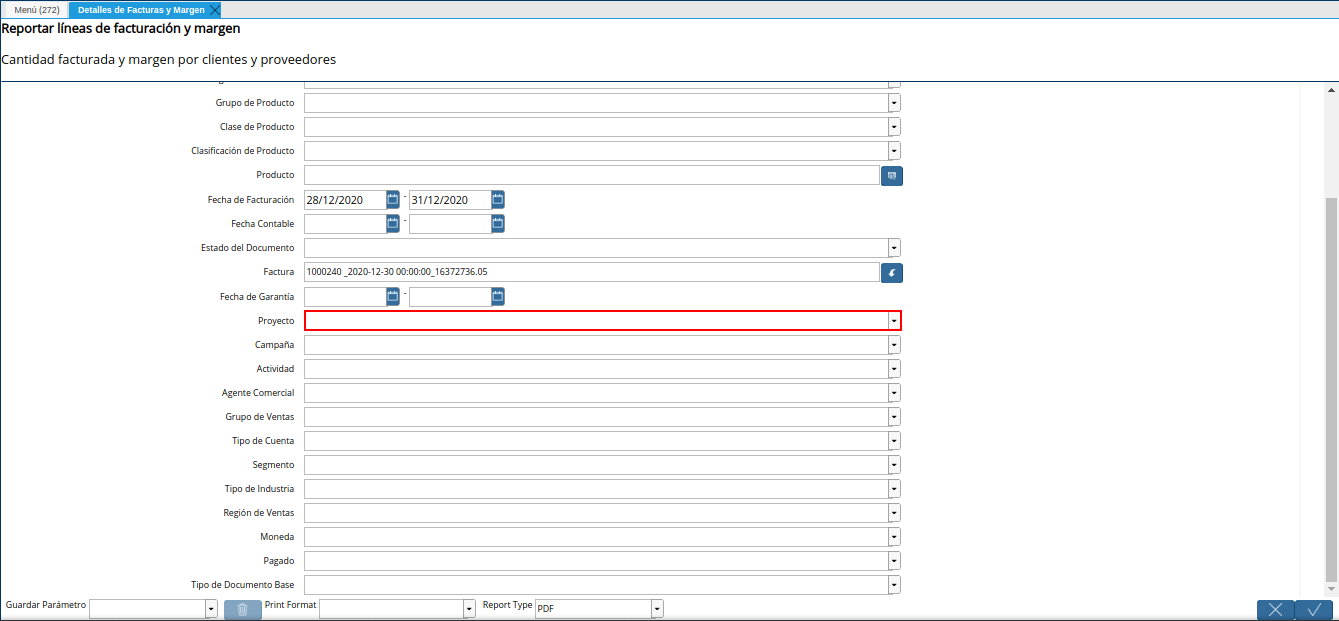 Menú (272) Detalles de Facturas y Margen
Reportar líneas de facturación y margen
Cantidad facturada y margen por clientes y proveedores
Grupo de Producto
Clase de Producto
Clasificación de Producto
Producto
Fecha de Facturación 28/12/2020 - 31/12/2020
Fecha Contable -
Estado del Documento
Factura 1000240 _2020-12-30 00:00:00_16372736.05
Fecha de Garantía -
Proyecto
Campaña
Actividad
Agente Comercial
Grupo de Ventas
Tipo de Cuenta
Segmento
Tipo de Industria
Región de Ventas
Moneda
Pagado
Tipo de Documento Base
Guardar Parámetro Print Format Report Type PDF